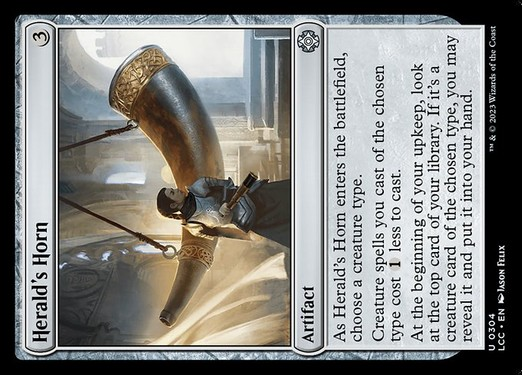 Herald's Horn
3
Artifact
As Herald's Horn enters the battlefield,
choose a creature type.
Creature spells you cast of the chosen
type cost 1 less to cast.
At the beginning of your upkeep, look
at the top card of your library. If it's a
creature card of the chosen type, you may
reveal it and put it into your hand.
U 0304
LCC • EN Jason Felix
™ & © 2023 Wizards of the Coast